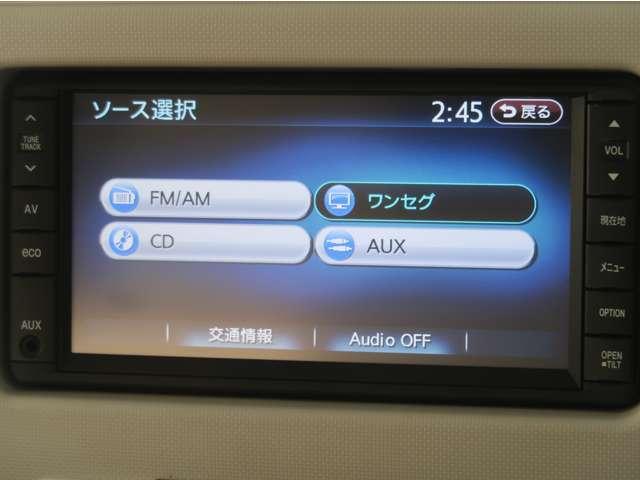 ソース選択
2:45
戻る
FM/AM
ワンセグ
CD
AUX
交通情報
Audio OFF
TUNE
TRACK
AV
eco
AUX
VOL
現在地
メニュー
OPTION
OPEN
TILT